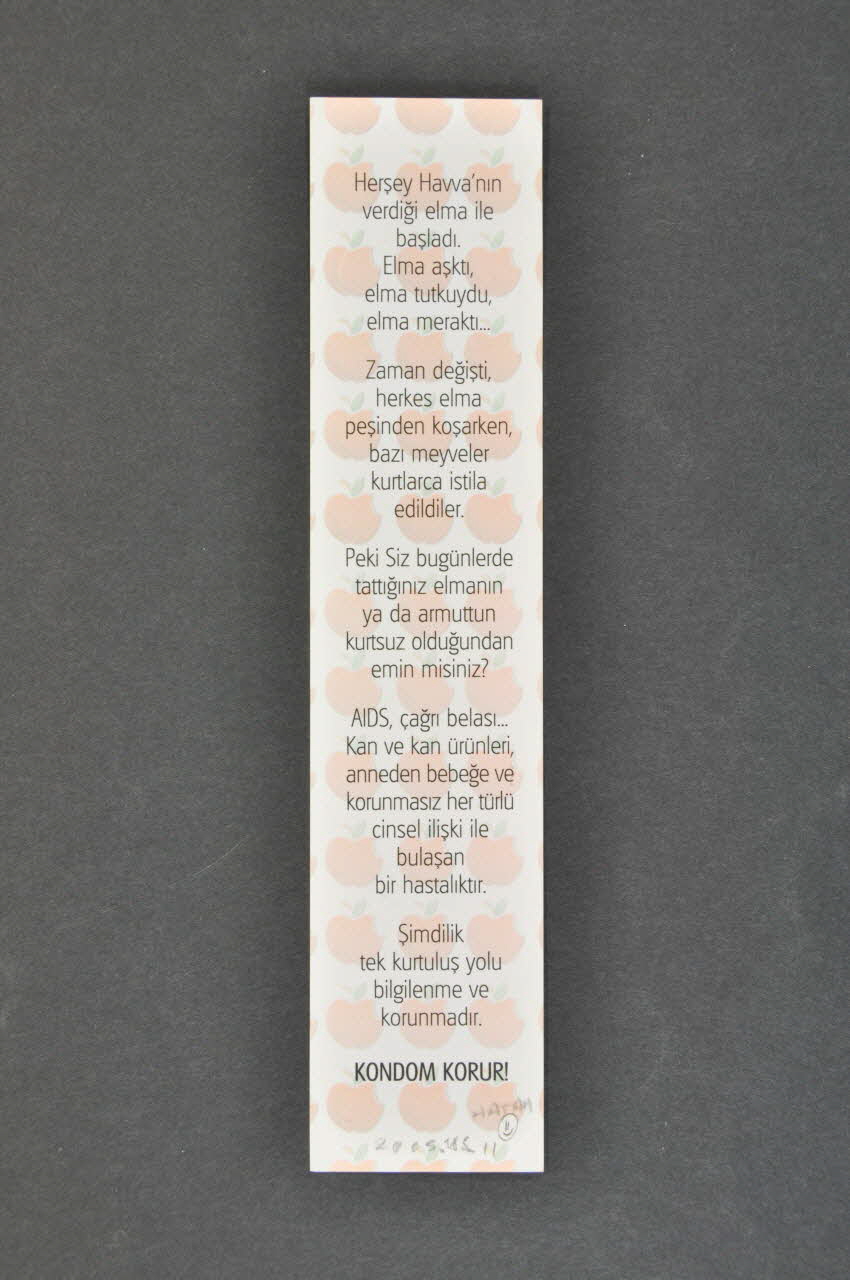 Herşey Havva'nın
verdiği elma ile
başladı.
Elma aşktı,
elma tutkuydu,
elma meraktı...
Zaman değişti,
herkes elma
peşinden koşarken,
bazı meyveler
kurtlarca istila
edildiler.
Peki Siz bugünlerde
tattığınız elmanın
ya da armuttun
kurtsuz olduğundan
emin misiniz?
AIDS, çağrı belası...
Kan ve kan ürünleri,
anneden bebeğe ve
korunmasız her türlü
cinsel ilişki ile
bulaşan
bir hastalıktır.
Şimdilik
tek kurtuluş yolu
bilgilenme ve
korunmadır.
KONDOM KORUR!